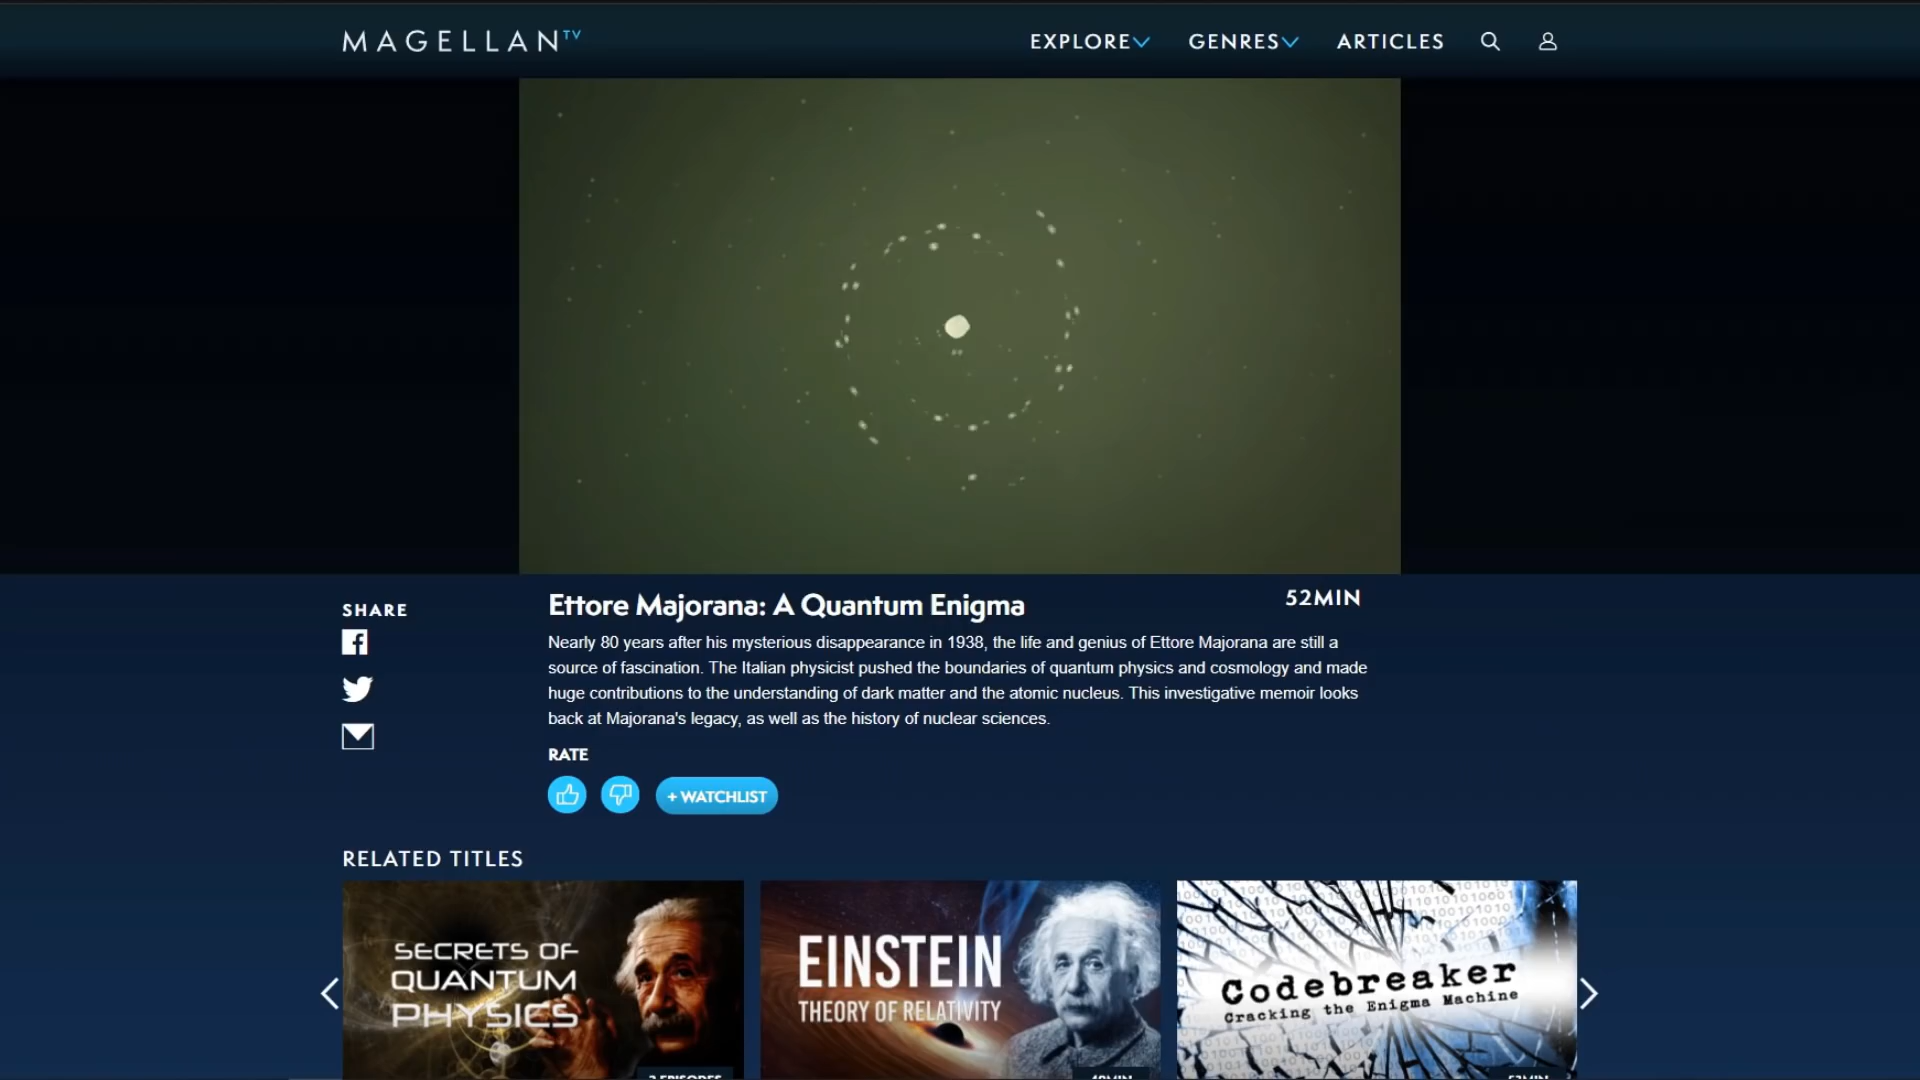 MAGELLANTV
EXPLORE
GENRES
ARTICLES
SHARE
Ettore Majorana: A Quantum Enigma
52MIN
Nearly 80 years after his mysterious disappearance in 1938, the life and genius of Ettore Majorana are still a
source of fascination. The Italian physicist pushed the boundaries of quantum physics and cosmology and made
huge contributions to the understanding of dark matter and the atomic nucleus. This investigative memoir looks
back at Majorana's legacy, as well as the history of nuclear sciences.
RATE
+ WATCHLIST
RELATED TITLES
SECRETS OF
QUANTUM
PHYSICS
EINSTEIN
THEORY OF RELATIVITY
Codebreaker
Cracking the Enigma Machine